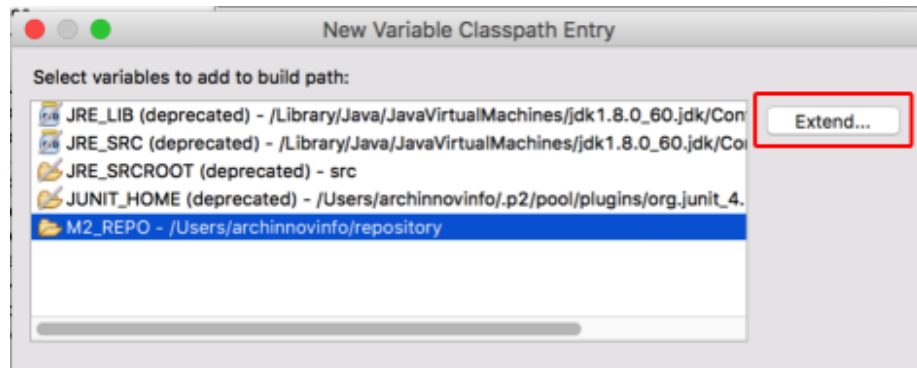 New Variable Classpath Entry
Select variables to add to build path:
JRE_LIB (deprecated) - /Library/Java/JavaVirtualMachines/jdk1.8.0_60.jdk/Con
JRE_SRC (deprecated) - /Library/Java/JavaVirtualMachines/jdk1.8.0_60.jdk/Co
JRE_SRCROOT (deprecated) - src
JUNIT_HOME (deprecated) - /Users/archinnovinfo/.p2/pool/plugins/org.junit_4.
M2_REPO - /Users/archinnovinfo/repository
Extend...